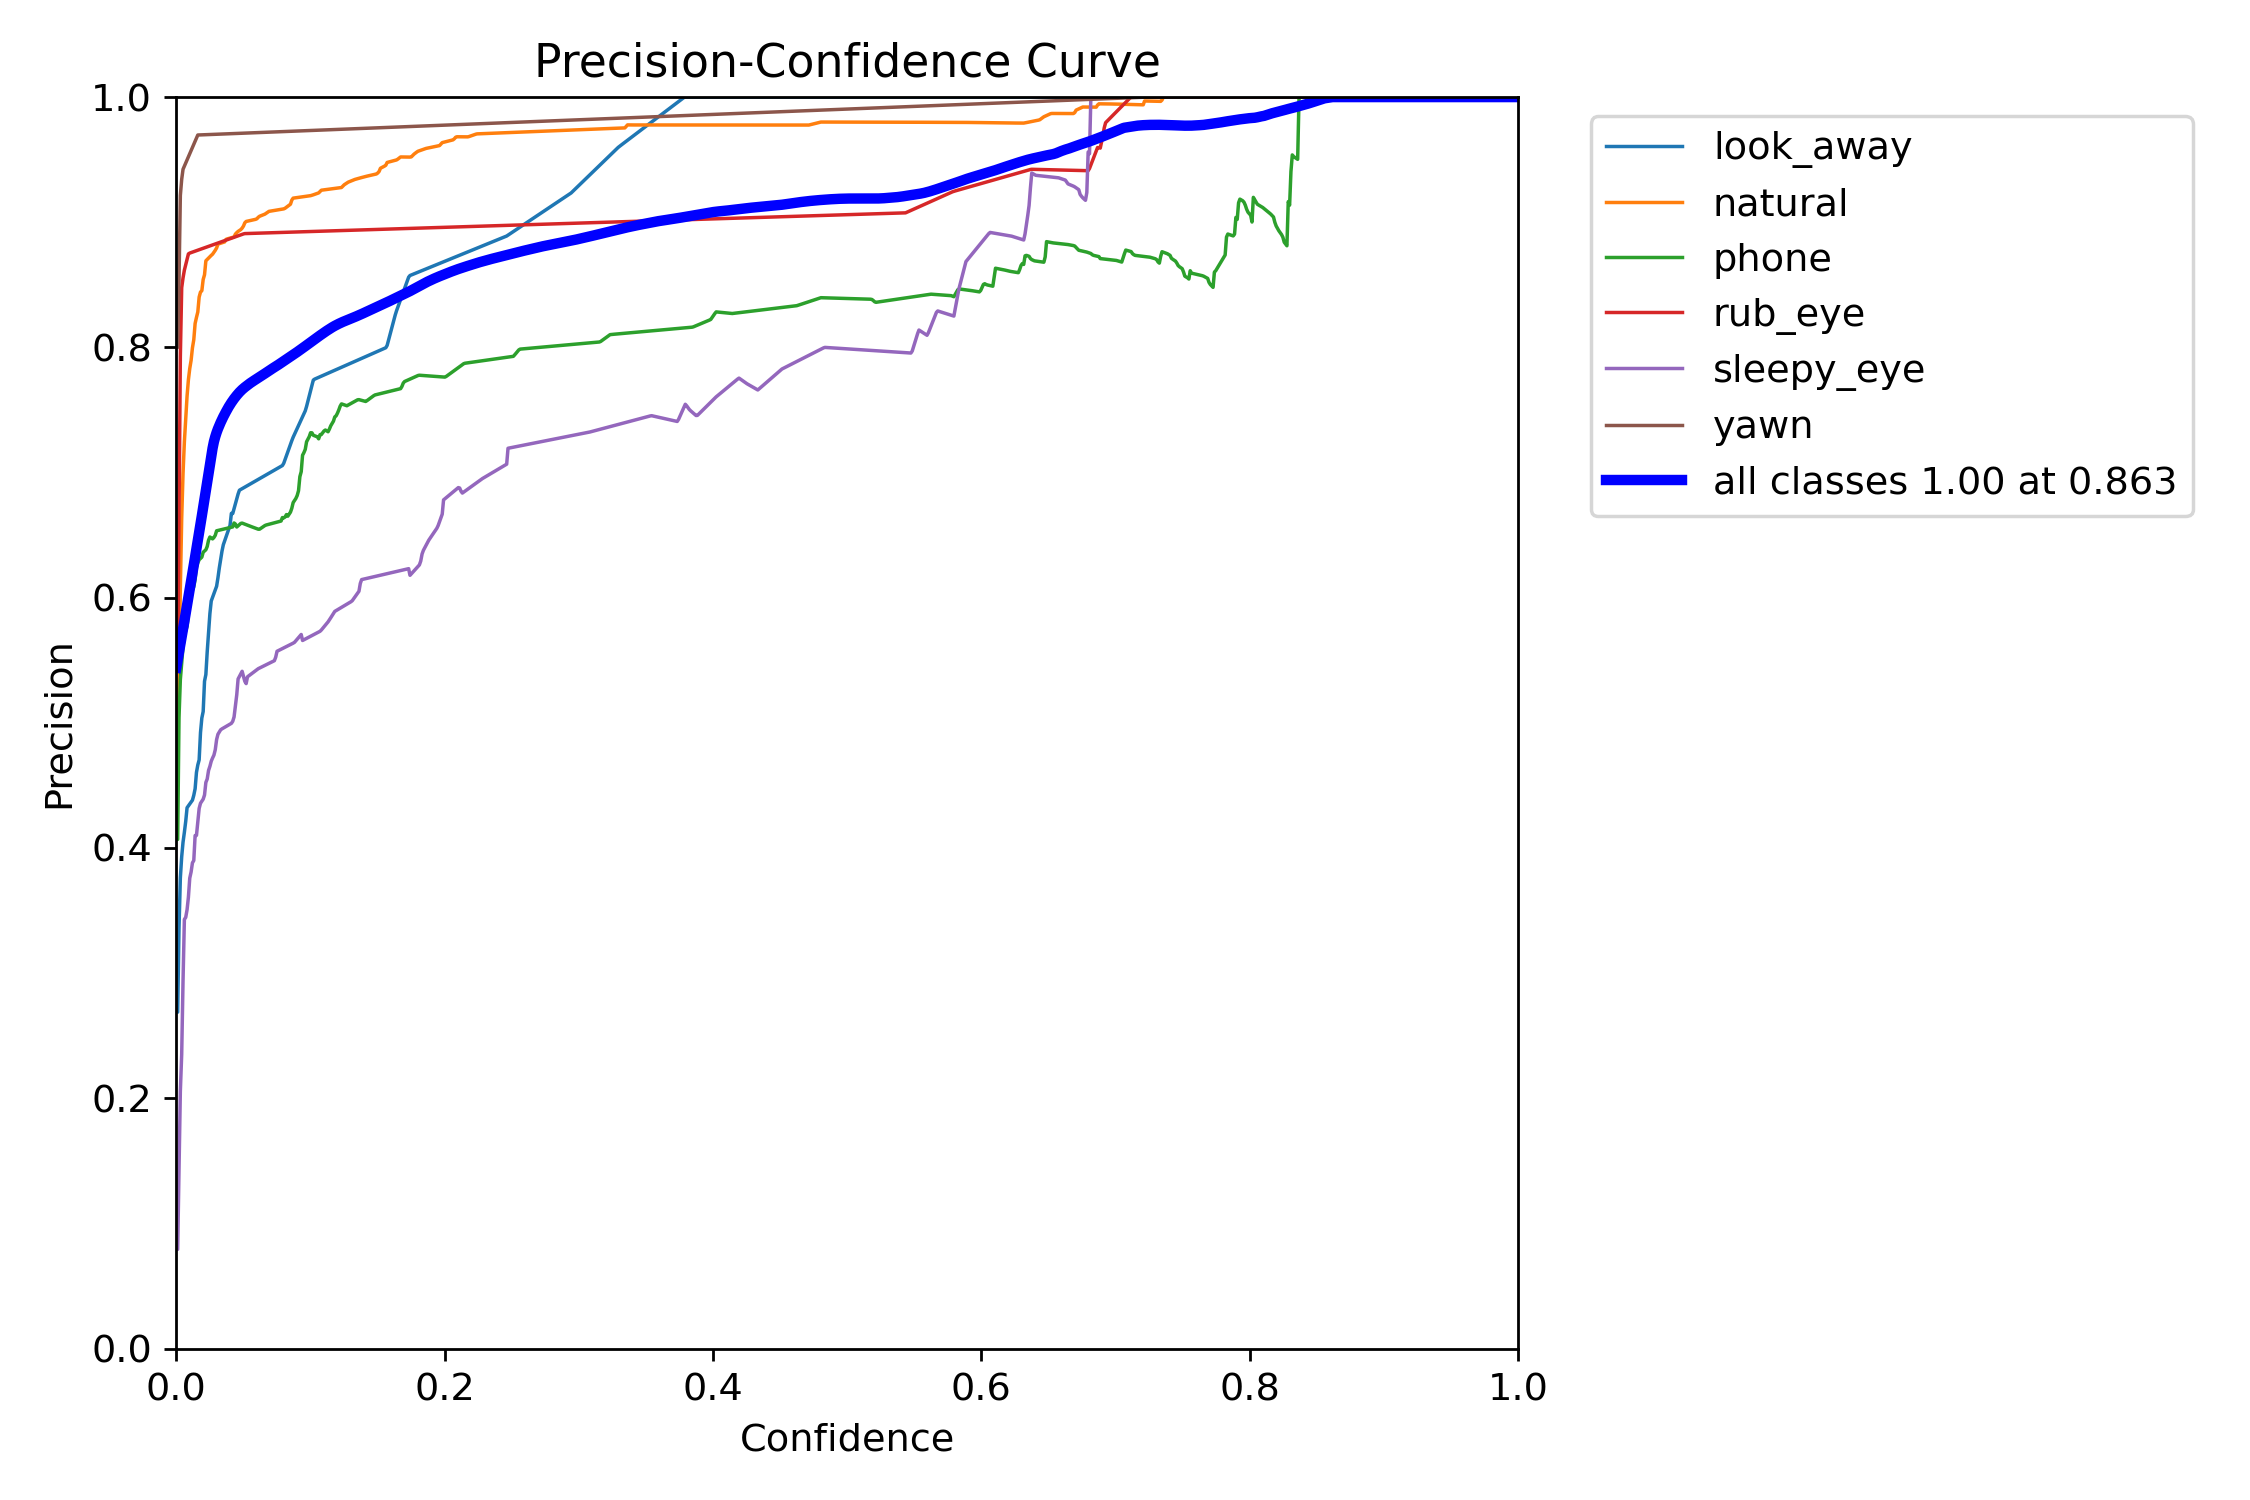 Precision-Confidence Curve
1.0
0.8
0.6
0.4
0.2
0.0
Precision
0.0 0.2 0.4 0.6 0.8 1.0
Confidence
look_away
natural
phone
rub_eye
sleepy_eye
yawn
all classes 1.00 at 0.863